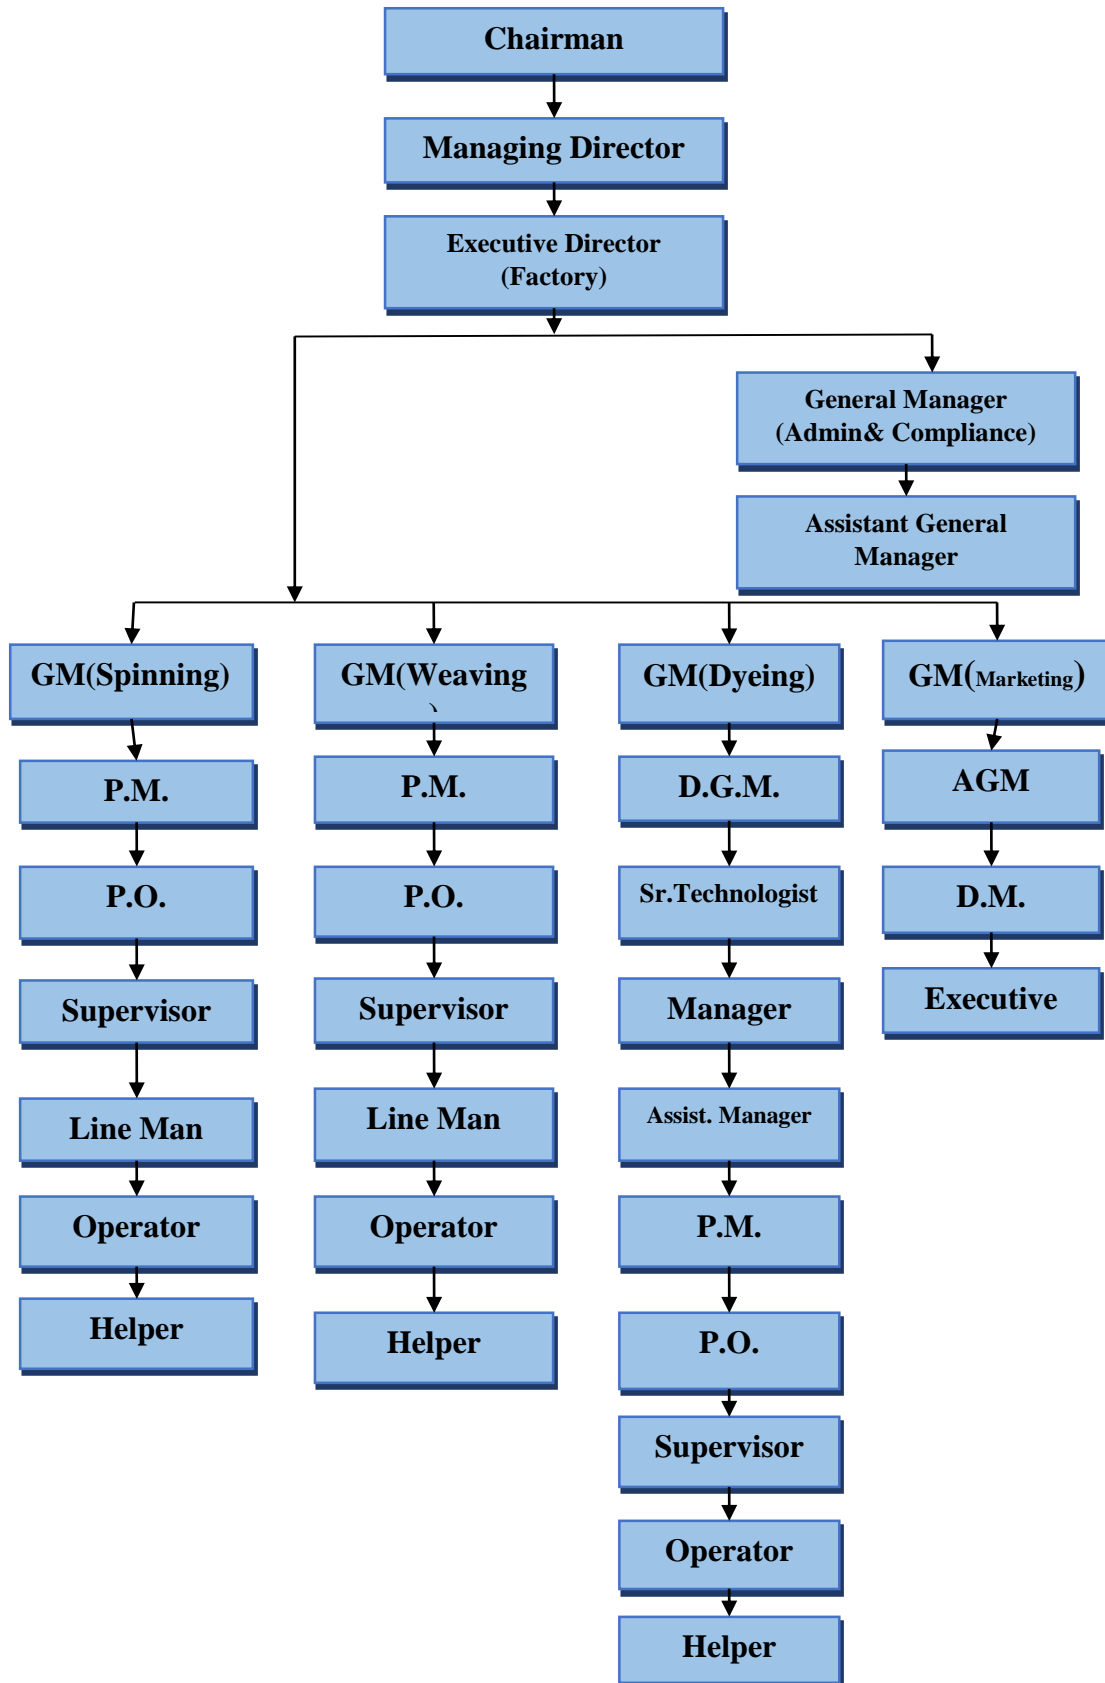 Chairman
Managing Director
Executive Director
(Factory)
General Manager
(Admin& Compliance)
Assistant General
Manager
GM(Spinning)
P.M.
P.O.
Supervisor
Line Man
Operator
Helper
GM(Weaving
)
P.M.
P.O.
Supervisor
Line Man
Operator
Helper
GM(Dyeing)
D.G.M.
Sr.Technologist
Manager
Assist. Manager
P.M.
P.O.
Supervisor
Operator
Helper
GM(Marketing)
AGM
D.M.
Executive